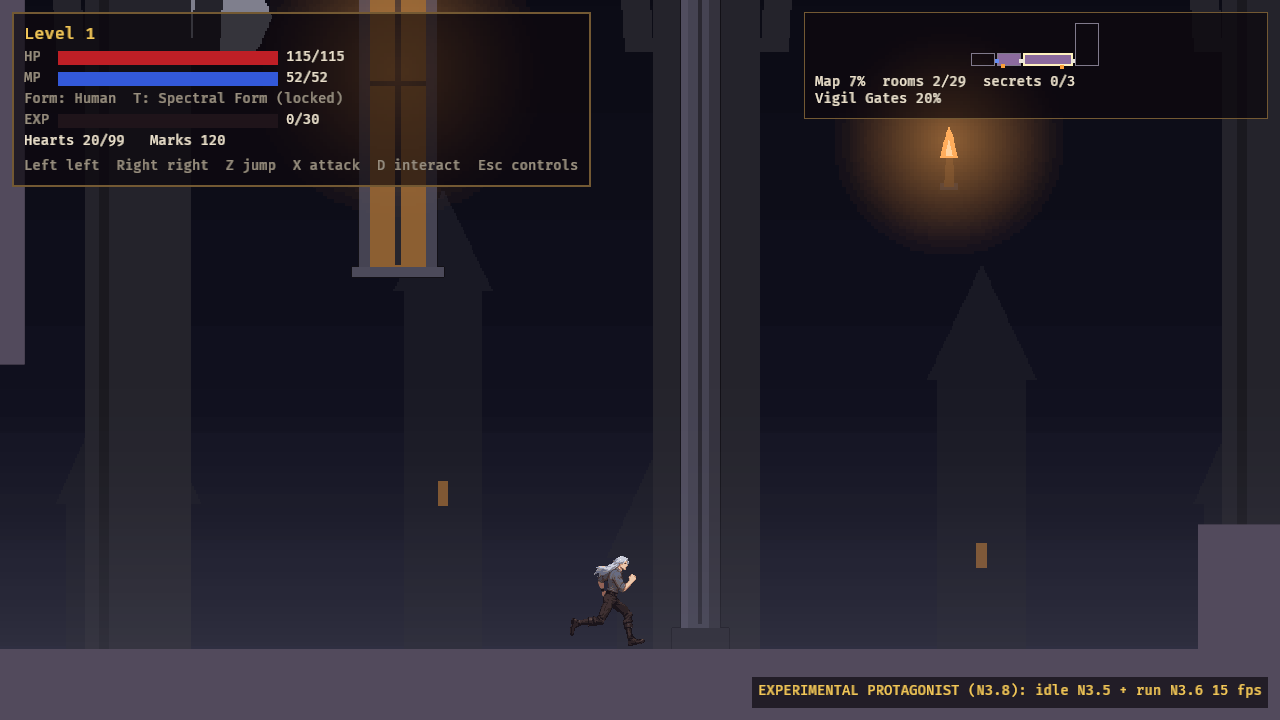 Level 1
HP 115/115
MP 52/52
Form: Human  T: Spectral Form (locked)
EXP 0/30
Hearts 20/99  Marks 120
Left left  Right right  Z jump  X attack  D interact  Esc controls
Map 7%  rooms 2/29  secrets 0/3
Vigil Gates 20%
EXPERIMENTAL PROTAGONIST (N3.8): idle N3.5 + run N3.6 15 fps